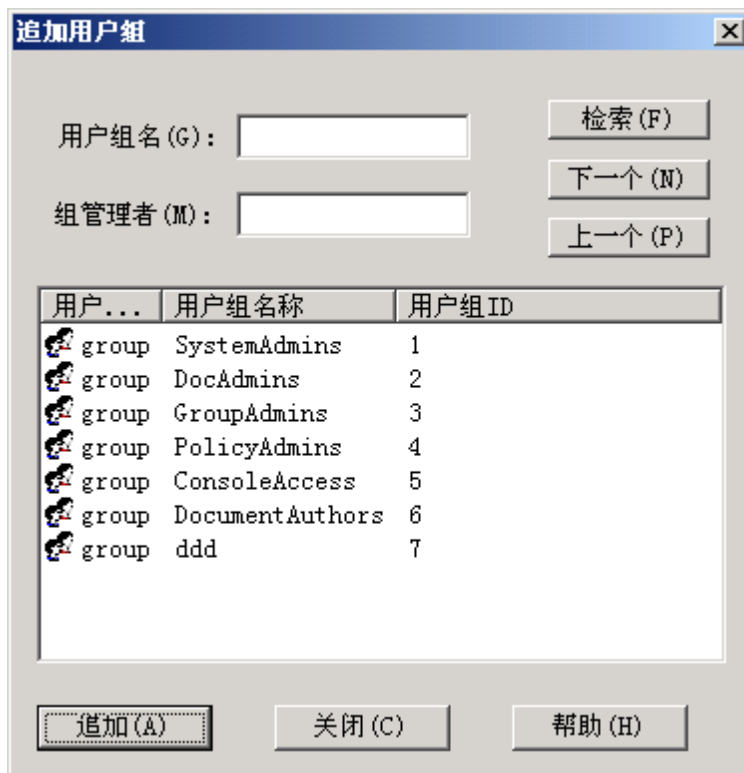 追加用户组
用户组名(G): 检索(F)
下一个(N)
组管理者(M):
上一个(P)
用户... 用户组名称 用户组ID
group SystemAdmins 1
group DocAdmins 2
group GroupAdmins 3
group PolicyAdmins 4
group ConsoleAccess 5
group DocumentAuthors 6
group ddd 7
追加(A) 关闭(C) 帮助(H)